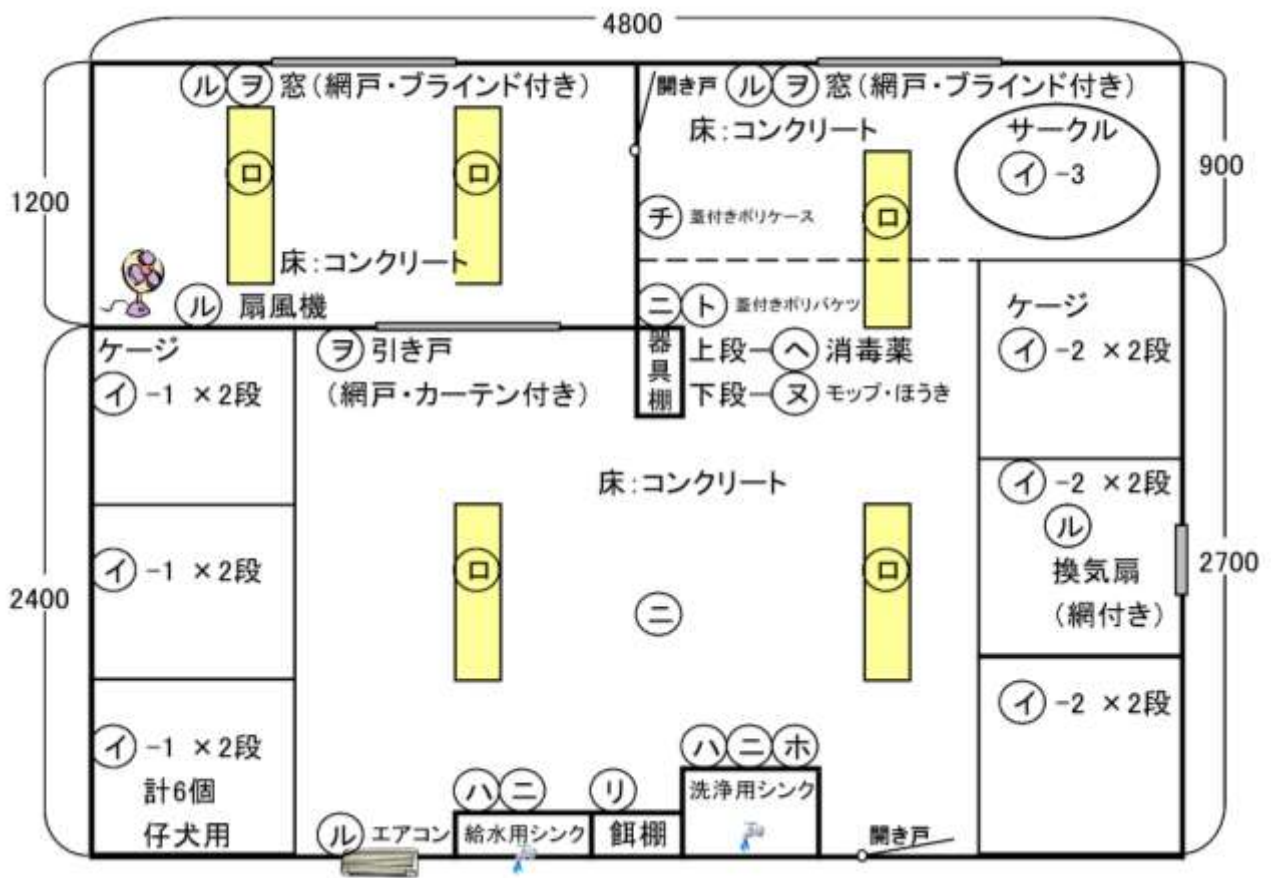 4800
㋸ ㋾ 窓(網戸・ブラインド付き)
開き戸
㋸ ㋾ 窓(網戸・ブラインド付き)
床:コンクリート
サークル
㋑ -3
900
㋺
㋺
1200
㋠ 蓋付きポリケース
㋺
床:コンクリート
㋸ 扇風機
㋥ ㋣ 蓋付きポリバケツ
ケージ
㋑ -2 ×2段
ケージ
㋑ -1 ×2段
㋾ 引き戸
(網戸・カーテン付き)
器具棚
上段ー㋬ 消毒薬
下段ー㋦ モップ・ほうき
床:コンクリート
㋑ -2 ×2段
㋸
換気扇
(網付き)
2700
2400
㋑ -1 ×2段
㋺
㋺
㋥
㋑ -2 ×2段
㋑ -1 ×2段
計6個
仔犬用
㋩ ㋥ ㋭
洗浄用シンク
㋩ ㋥
㋷
㋸ エアコン
給水用シンク
餌棚
開き戸